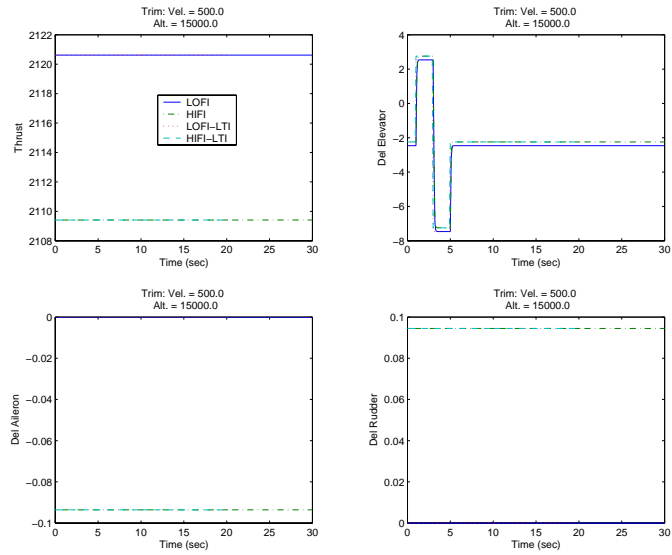 Trim: Vel. = 500.0
Alt. = 15000.0
2122
2120
2118
2116
2114
2112
2110
2108
Thrust
LOFI
HIFI
LOFI−LTI
HIFI−LTI
0 5 10 15 20 25 30
Time (sec)
Trim: Vel. = 500.0
Alt. = 15000.0
4
2
0
−2
−4
−6
−8
Del Elevator
0 5 10 15 20 25 30
Time (sec)
Trim: Vel. = 500.0
Alt. = 15000.0
0
−0.02
−0.04
−0.06
−0.08
−0.1
Del Aileron
0 5 10 15 20 25 30
Time (sec)
Trim: Vel. = 500.0
Alt. = 15000.0
0.1
0.08
0.06
0.04
0.02
0
Del Rudder
0 5 10 15 20 25 30
Time (sec)